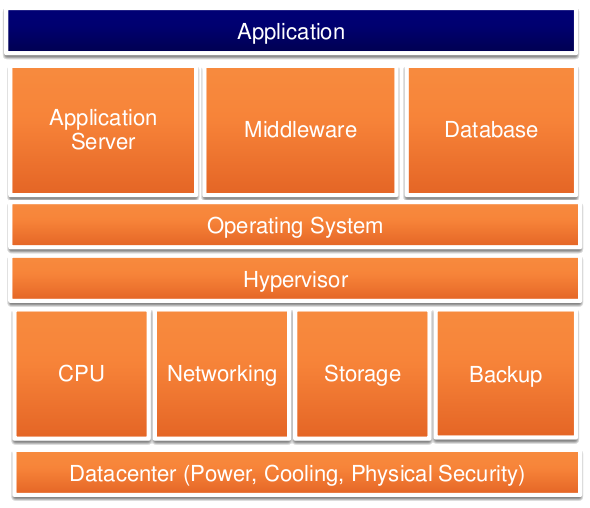 Application
Application
Server
Middleware
Database
Operating System
Hypervisor
CPU
Networking
Storage
Backup
Datacenter (Power, Cooling, Physical Security)